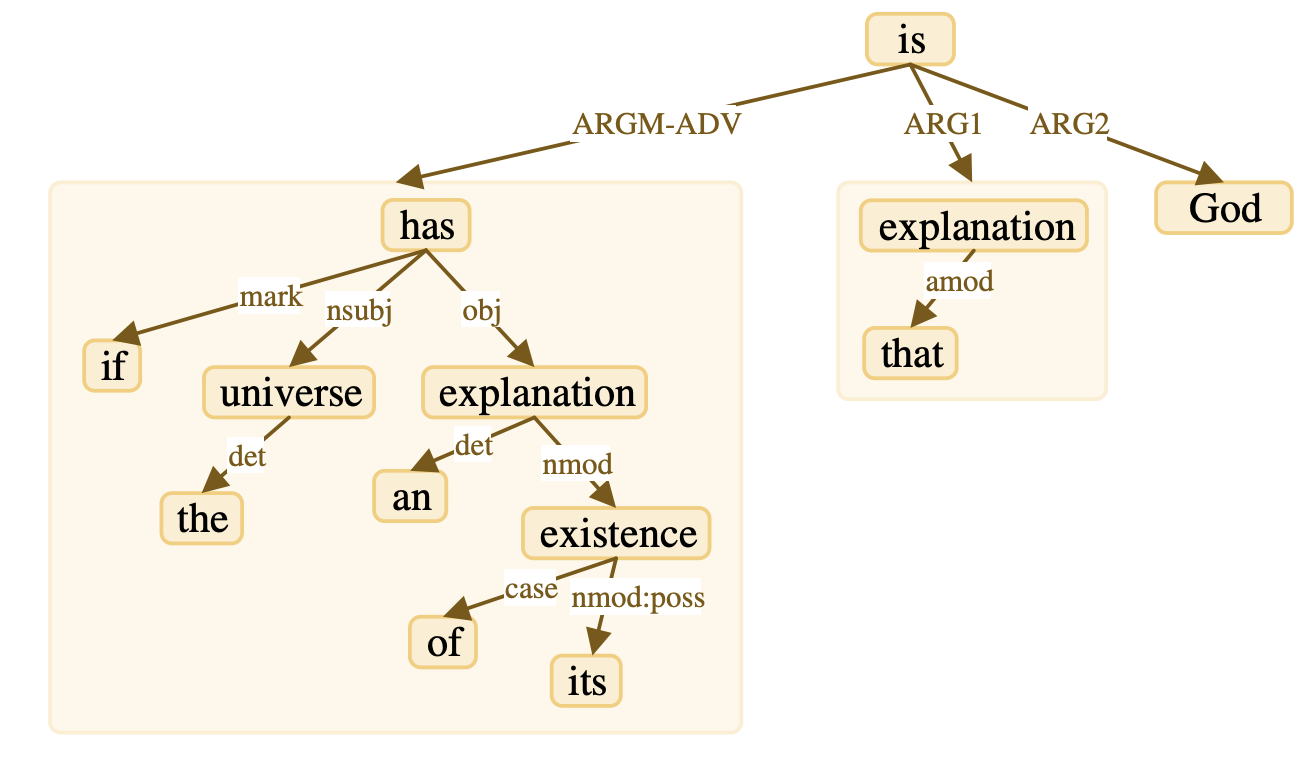 is
ARGM-ADV ARG1 ARG2
has explanation God
mark nsubj obj amod
if universe explanation that
det det nmod
the an existence
case nmod:poss
of its